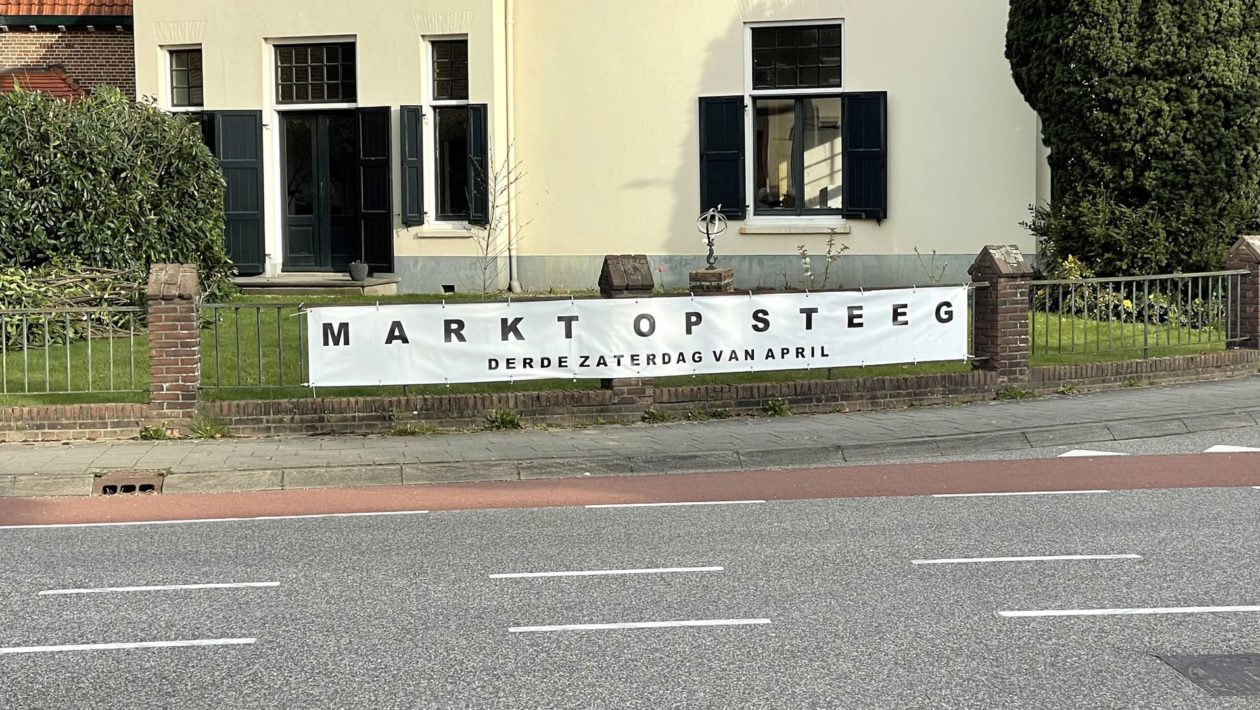 MARKT OP STEEG
DERDE ZATERDAG VAN APRIL